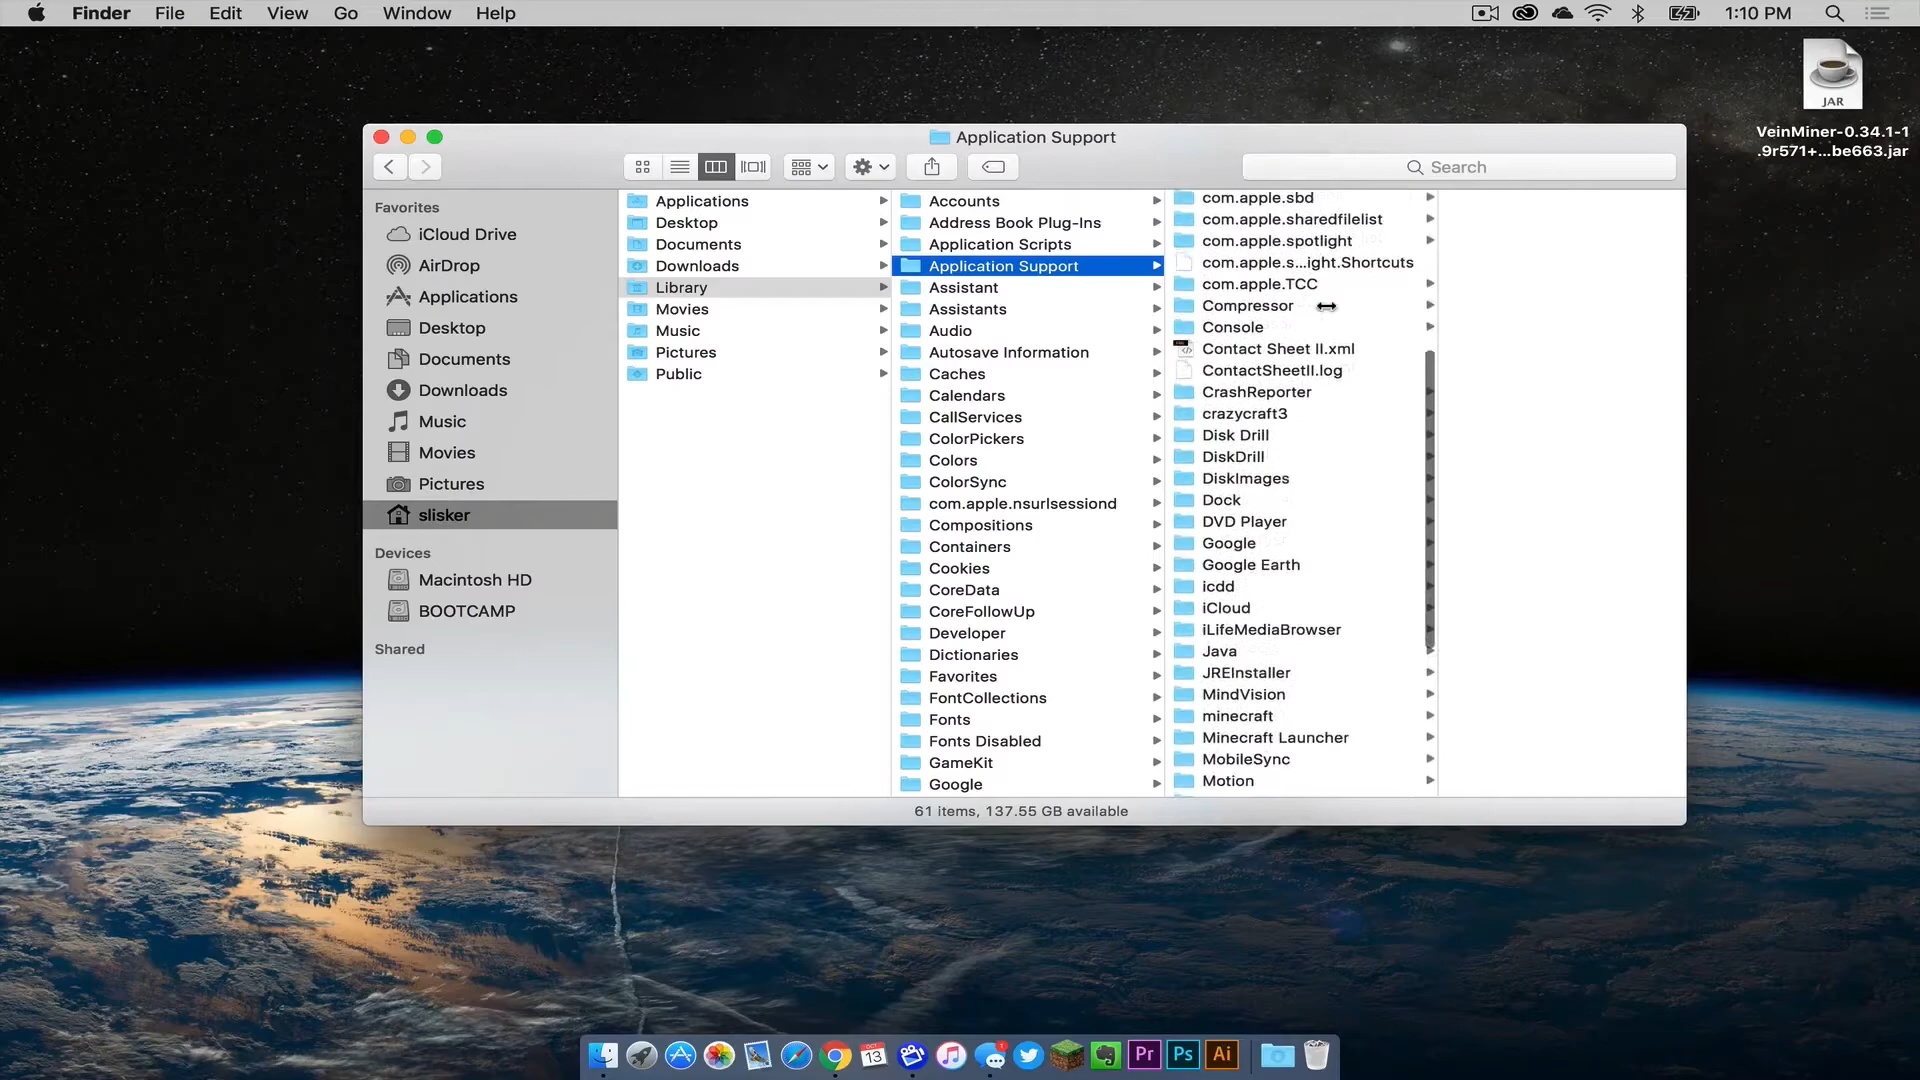 Finder File Edit View Go Window Help 1:10 PM
JAR
VeinMiner-0.34.1-1
.9r571+...be663.jar
Application Support
Search
Favorites
iCloud Drive
AirDrop
Applications
Desktop
Documents
Downloads
Music
Movies
Pictures
slisker
Devices
Macintosh HD
BOOTCAMP
Shared
Applications
Desktop
Documents
Downloads
Library
Movies
Music
Pictures
Public
Accounts
Address Book Plug-Ins
Application Scripts
Application Support
Assistant
Assistants
Audio
Autosave Information
Caches
Calendars
CallServices
ColorPickers
Colors
ColorSync
com.apple.nsurlsessiond
Compositions
Containers
Cookies
CoreData
CoreFollowUp
Developer
Dictionaries
Favorites
FontCollections
Fonts
Fonts Disabled
GameKit
Google
com.apple.sbd
com.apple.sharedfilelist
com.apple.spotlight
com.apple.s...ight.Shortcuts
com.apple.TCC
Compressor
Console
Contact Sheet II.xml
ContactSheetII.log
CrashReporter
crazycraft3
Disk Drill
DiskDrill
DiskImages
Dock
DVD Player
Google
Google Earth
icdd
iCloud
iLifeMediaBrowser
Java
JREInstaller
MindVision
minecraft
Minecraft Launcher
MobileSync
Motion
61 items, 137.55 GB available
OCT
13
1
Pr
Ps
Ai